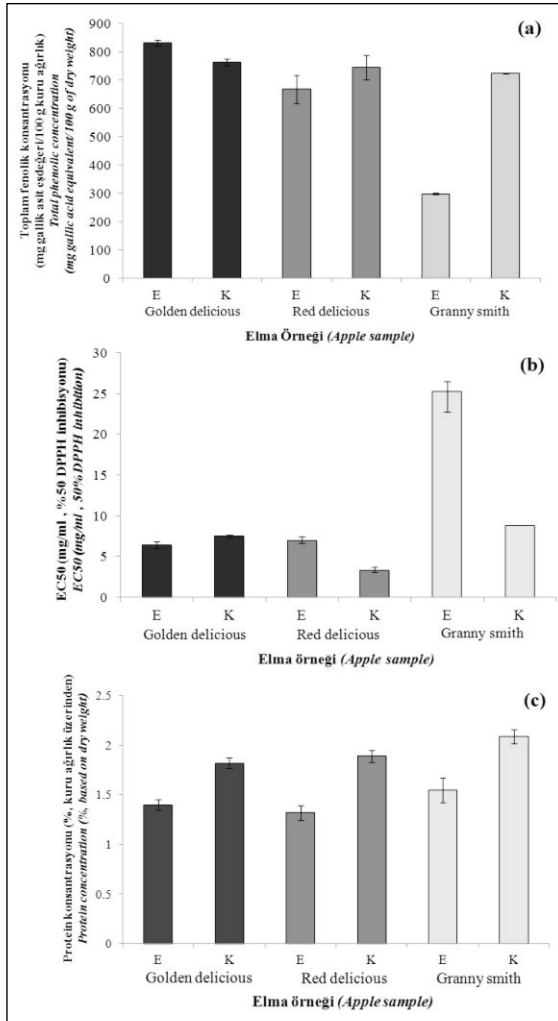 (a)
Toplam fenolik konsantrasyonu
(mg gallik asit eşdeğeri/100 g kuru ağırlık)
Total phenolic concentration
(mg gallic acid equivalent/100 g of dry weight)
900
800
700
600
500
400
300
200
100
0
E K E K E K
Golden delicious Red delicious Granny smith
Elma Örneği (Apple sample)
(b)
EC50 (mg/ml , %50 DPPH inhibisyonu)
EC50 (mg/ml , 50% DPPH inhibition)
30
25
20
15
10
5
0
E K E K E K
Golden delicious Red delicious Granny smith
Elma örneği (Apple sample)
(c)
Protein konsantrasyonu (%, kuru ağırlık üzerinden)
Protein concentration (%, based on dry weight)
2.5
2
1.5
1
0.5
0
E K E K E K
Golden delicious Red delicious Granny smith
Elma örneği (Apple sample)